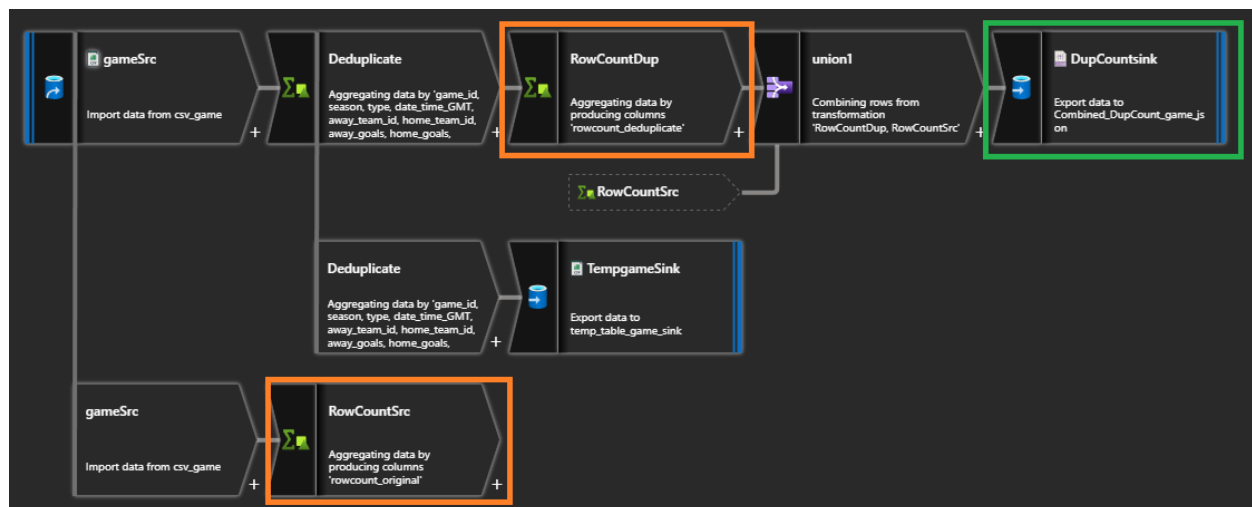 gameSrc
Import data from csv_game
+
Deduplicate
Aggregating data by 'game_id,
season, type, date_time_GMT,
away_team_id, home_team_id,
away_goals, home_goals,
+
RowCountDup
Aggregating data by
producing columns
'rowcount_deduplicate'
+
union1
Combining rows from
transformation
'RowCountDup, RowCountSrc'
+
DupCountsink
Export data to
Combined_DupCount_game_js
on
RowCountSrc
Deduplicate
Aggregating data by 'game_id,
season, type, date_time_GMT,
away_team_id, home_team_id,
away_goals, home_goals,
+
TempgameSink
Export data to
temp_table_game_sink
gameSrc
Import data from csv_game
+
RowCountSrc
Aggregating data by
producing columns
'rowcount_original'
+